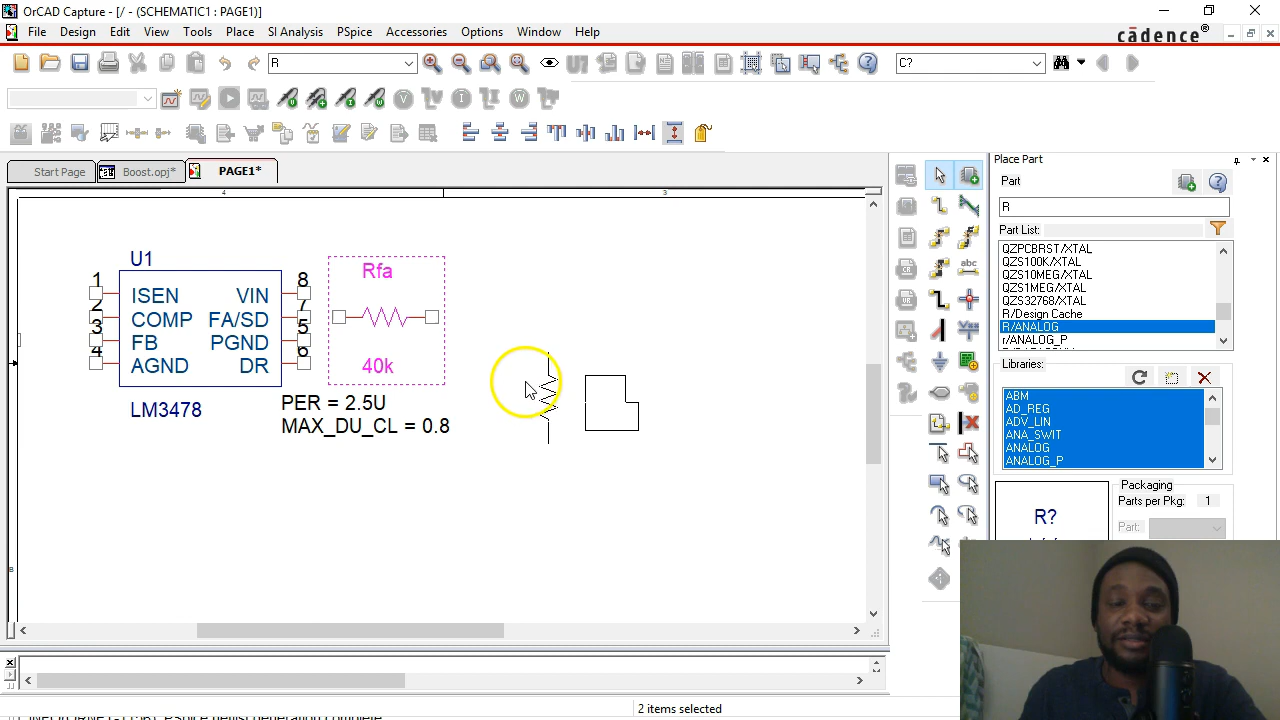 OrCAD Capture - [/ - (SCHEMATIC1 : PAGE1)]
File Design Edit View Tools Place SI Analysis PSpice Accessories Options Window Help
cādence®
R
C?
Start Page
Boost.opj*
PAGE1*
4
3
U1
1
2
3
4
ISEN
COMP
FB
AGND
VIN
FA/SD
PGND
DR
8
7
5
6
LM3478
Rfa
40k
PER = 2.5U
MAX_DU_CL = 0.8
B
abc
Place Part
Part
R
Part List:
QZPCBRST/XTAL
QZS100K/XTAL
QZS10MEG/XTAL
QZS1MEG/XTAL
QZS32768/XTAL
R/Design Cache
R/ANALOG
r/ANALOG_P
Libraries:
ABM
AD_REG
ADV_LIN
ANA_SWIT
ANALOG
ANALOG_P
Packaging
Parts per Pkg: 1
Part:
R?
2 items selected